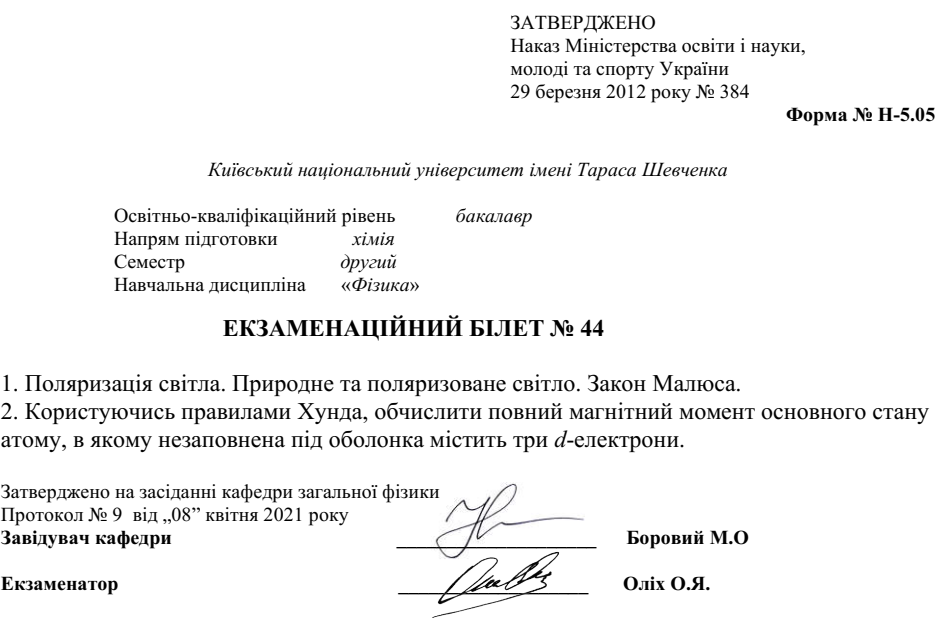 ЗАТВЕРДЖЕНО
Наказ Міністерства освіти і науки,
молоді та спорту України
29 березня 2012 року № 384
Форма № Н-5.05
Київський національний університет імені Тараса Шевченка
Освітньо-кваліфікаційний рівень бакалавр
Напрям підготовки хімія
Семестр другий
Навчальна дисципліна «Фізика»
ЕКЗАМЕНАЦІЙНИЙ БІЛЕТ № 44
1. Поляризація світла. Природне та поляризоване світло. Закон Малюса.
2. Користуючись правилами Хунда, обчислити повний магнітний момент основного стану
атому, в якому незаповнена під оболонка містить три d-електрони.
Затверджено на засіданні кафедри загальної фізики
Протокол № 9 від „08” квітня 2021 року
Завідувач кафедри Боровий М.О
Екзаменатор Оліх О.Я.